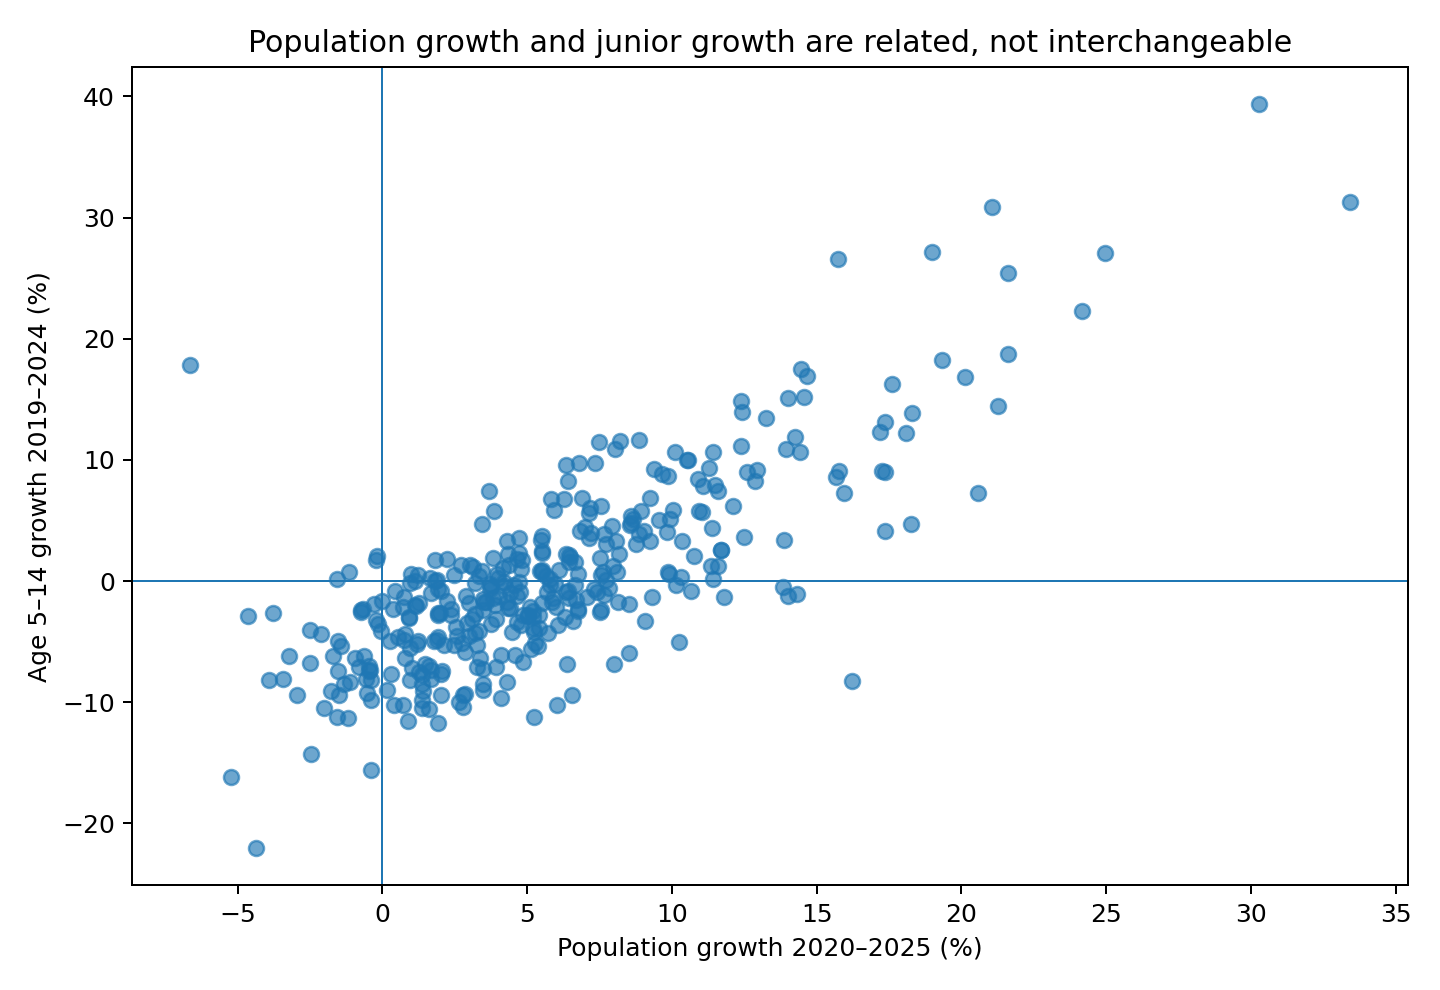 Population growth and junior growth are related, not interchangeable
40
30
20
10
0
−10
−20
Age 5–14 growth 2019–2024 (%)
−5 0 5 10 15 20 25 30 35
Population growth 2020–2025 (%)